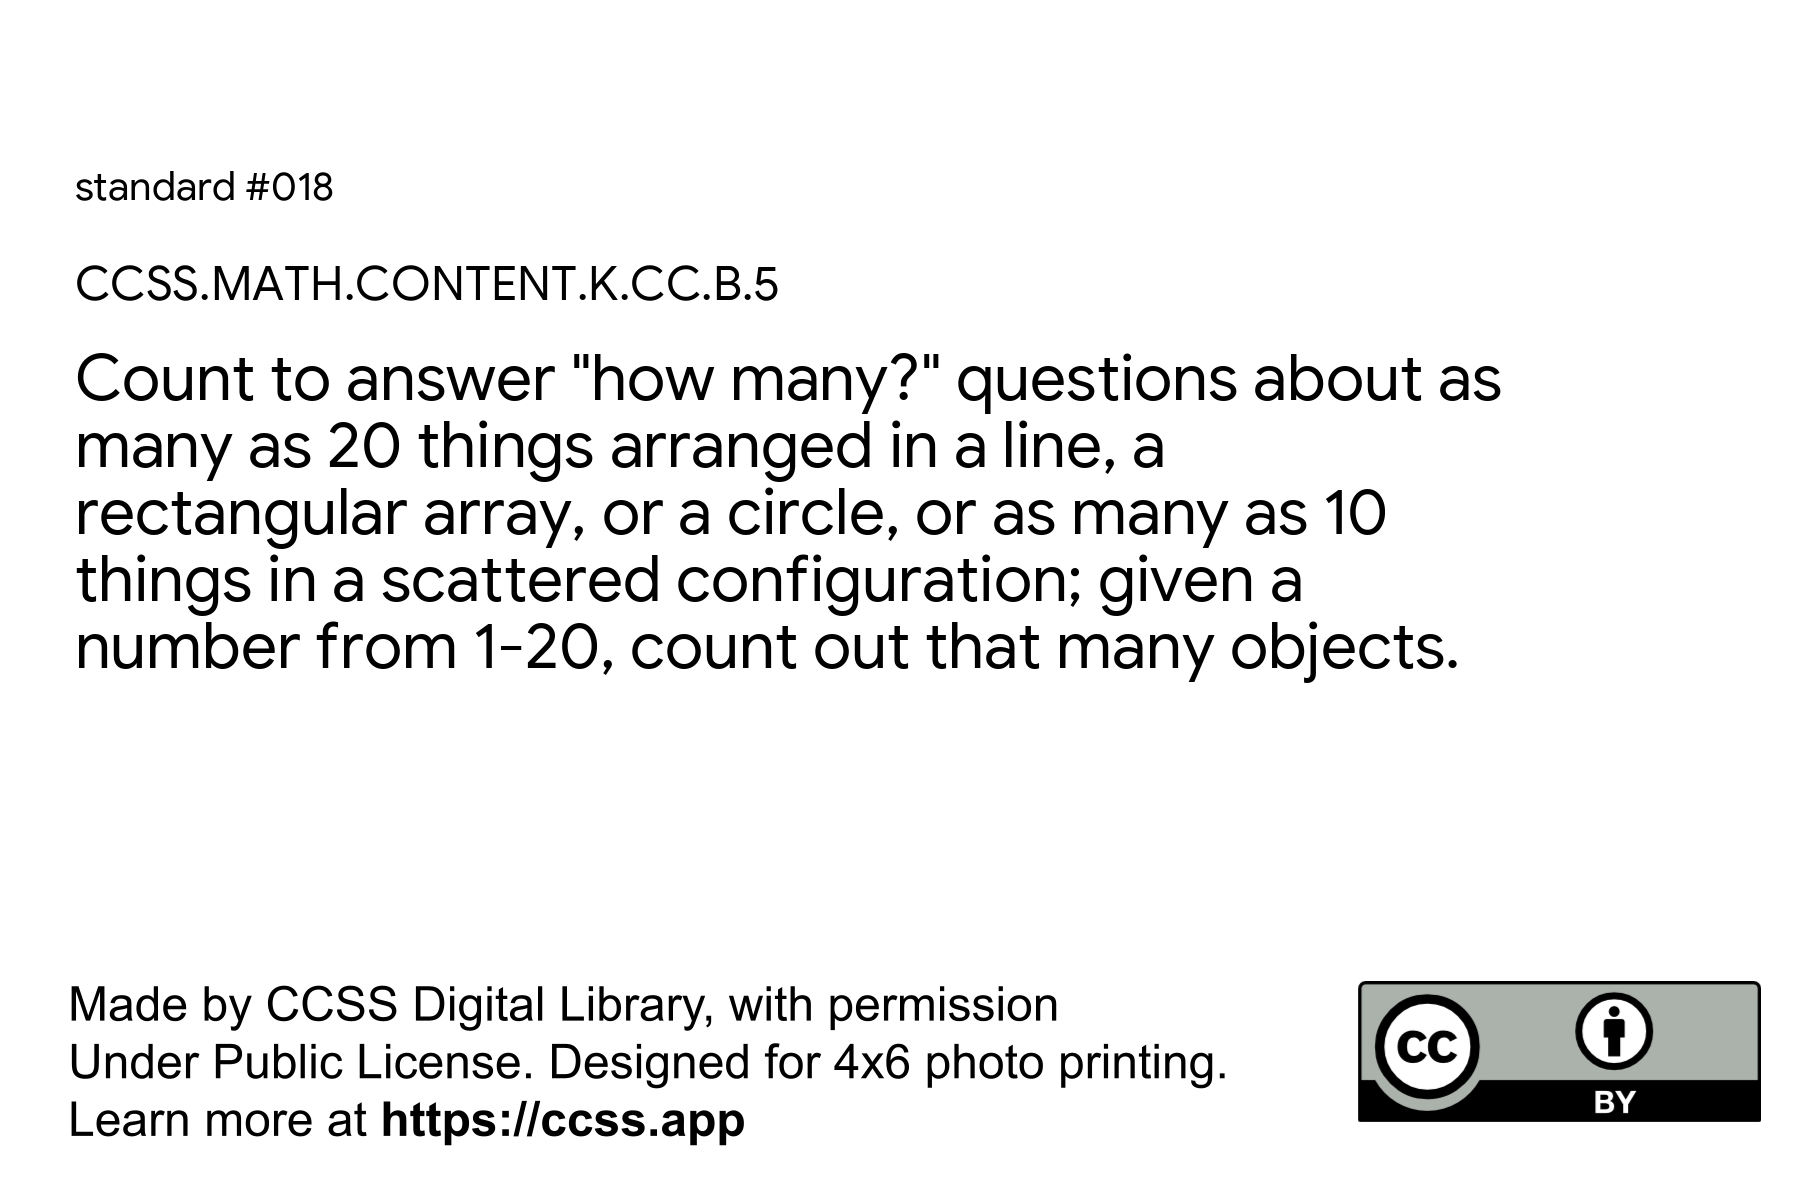 standard #018
CCSS.MATH.CONTENT.K.CC.B.5
Count to answer "how many?" questions about as
many as 20 things arranged in a line, a
rectangular array, or a circle, or as many as 10
things in a scattered configuration; given a
number from 1-20, count out that many objects.
Made by CCSS Digital Library, with permission
Under Public License. Designed for 4x6 photo printing.
Learn more at https://ccss.app
CC
BY